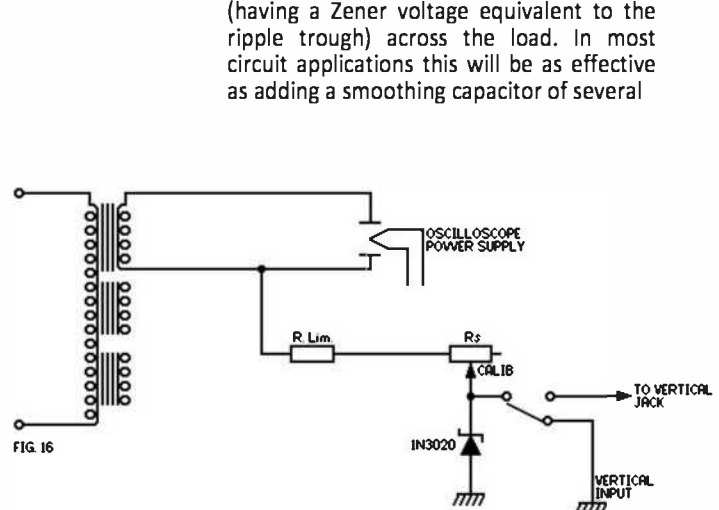 (having a Zener voltage equivalent to the
ripple trough) across the load. In most
circuit applications this will be as effective
as adding a smoothing capacitor of several
OSCILLOSCOPE
POWER SUPPLY
R. Lim.
Rs
CALIB
TO VERTICAL
JACK
FIG. 16
1N3020
VERTICAL
INPUT